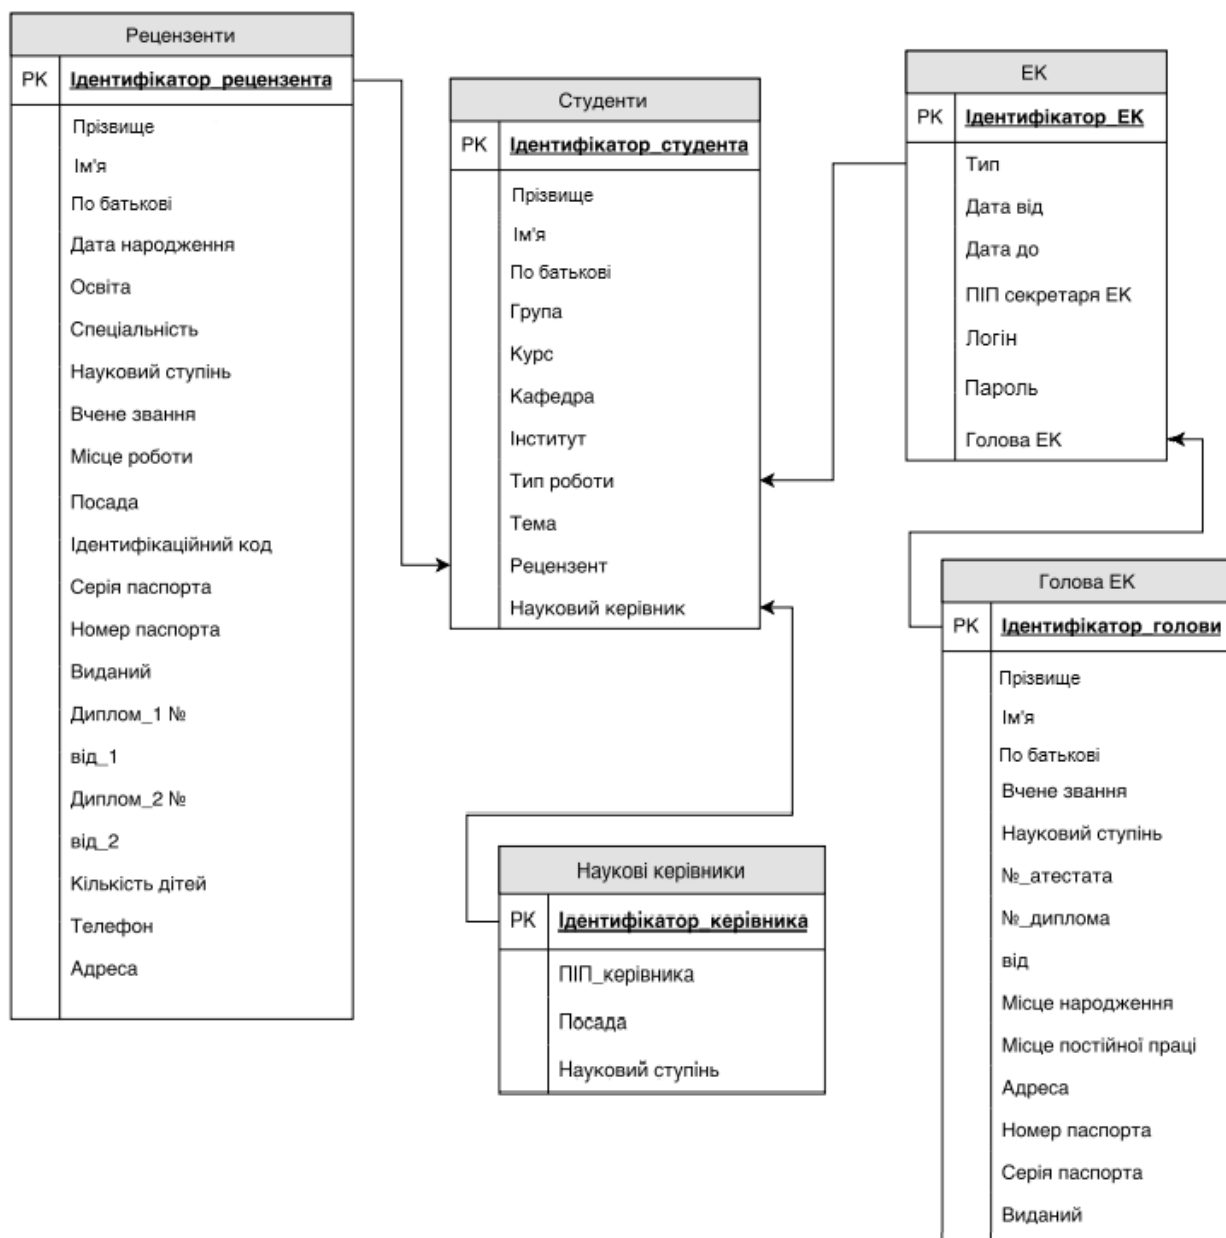 Рецензенти
PK Ідентифікатор_рецензента
Прізвище
Ім'я
По батькові
Дата народження
Освіта
Спеціальність
Науковий ступінь
Вчене звання
Місце роботи
Посада
Ідентифікаційний код
Серія паспорта
Номер паспорта
Виданий
Диплом_1 №
від_1
Диплом_2 №
від_2
Кількість дітей
Телефон
Адреса
Студенти
PK Ідентифікатор_студента
Прізвище
Ім'я
По батькові
Група
Курс
Кафедра
Інститут
Тип роботи
Тема
Рецензент
Науковий керівник
ЕК
PK Ідентифікатор_ЕК
Тип
Дата від
Дата до
ПІП секретаря ЕК
Логін
Пароль
Голова ЕК
Наукові керівники
PK Ідентифікатор_керівника
ПІП_керівника
Посада
Науковий ступінь
Голова ЕК
PK Ідентифікатор_голови
Прізвище
Ім'я
По батькові
Вчене звання
Науковий ступінь
№_атестата
№_диплома
від
Місце народження
Місце постійної праці
Адреса
Номер паспорта
Серія паспорта
Виданий